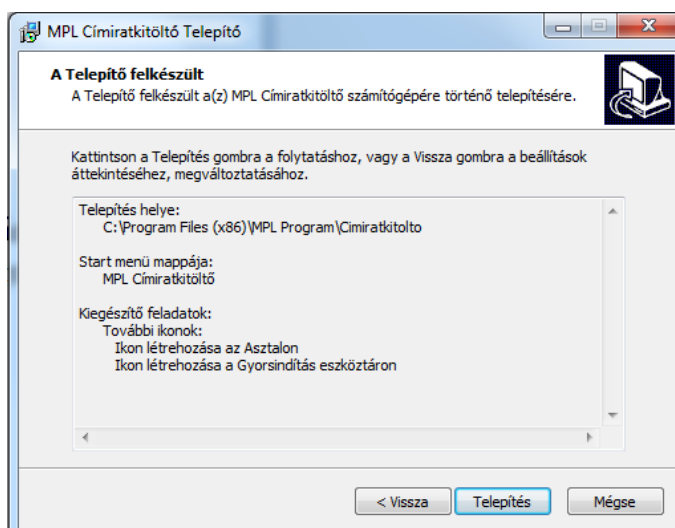 MPL Címiratkitöltő Telepítő
A Telepítő felkészült
A Telepítő felkészült a(z) MPL Címiratkitöltő számítógépére történő telepítésére.
Kattintson a Telepítés gombra a folytatáshoz, vagy a Vissza gombra a beállítások
áttekintéséhez, megváltoztatásához.
Telepítés helye:
C:\Program Files (x86)\MPL Program\Cimiratkitolto
Start menü mappája:
MPL Címiratkitöltő
Kiegészítő feladatok:
További ikonok:
Ikon létrehozása az Asztalon
Ikon létrehozása a Gyorsindítás eszköztáron
< Vissza
Telepítés
Mégse